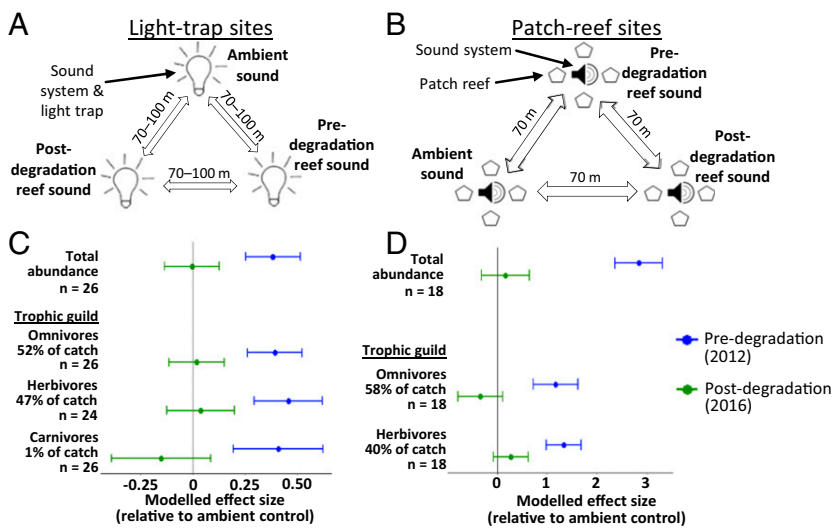 A
Light-trap sites
Ambient
sound
Sound
system &
light trap
70–100 m
70–100 m
Post-
degradation
reef sound
Pre-
degradation
reef sound
70–100 m
B
Patch-reef sites
Sound system
Patch reef
Pre-
degradation
reef sound
70 m
70 m
Ambient
sound
Post-
degradation
reef sound
70 m
C
Total
abundance
n = 26
Trophic guild
Omnivores
52% of catch
n = 26
Herbivores
47% of catch
n = 24
Carnivores
1% of catch
n = 26
-0.25 0 0.25 0.50
Modelled effect size
(relative to ambient control)
D
Total
abundance
n = 18
Trophic guild
Omnivores
58% of catch
n = 18
Herbivores
40% of catch
n = 18
0 1 2 3
Modelled effect size
(relative to ambient control)
Pre-degradation
(2012)
Post-degradation
(2016)